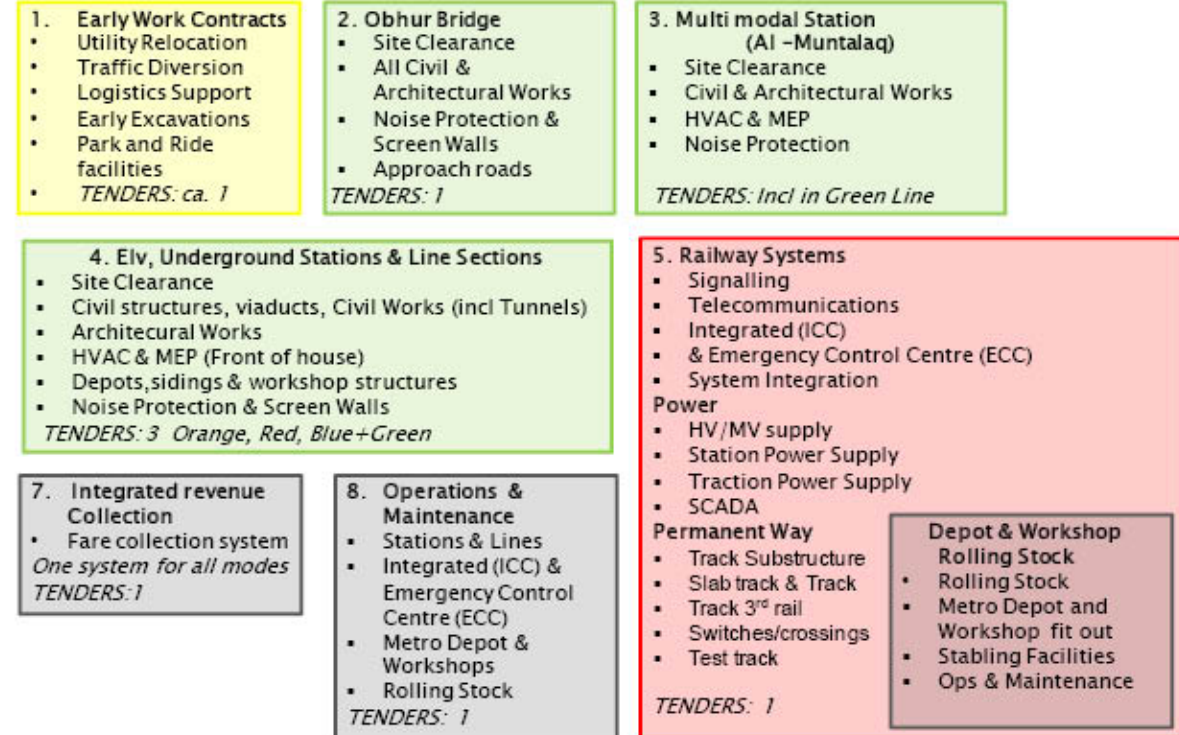 1. Early Work Contracts
• Utility Relocation
• Traffic Diversion
• Logistics Support
• Early Excavations
• Park and Ride
facilities
• TENDERS: ca. 1
2. Obhur Bridge
▪ Site Clearance
▪ All Civil &
Architectural Works
▪ Noise Protection &
Screen Walls
▪ Approach roads
TENDERS: 1
3. Multi modal Station
(Al -Muntalaq)
▪ Site Clearance
▪ Civil & Architectural Works
▪ HVAC & MEP
▪ Noise Protection
TENDERS: Incl in Green Line
4. Elv, Underground Stations & Line Sections
▪ Site Clearance
▪ Civil structures, viaducts, Civil Works (incl Tunnels)
▪ Architecural Works
▪ HVAC & MEP (Front of house)
▪ Depots,sidings & workshop structures
▪ Noise Protection & Screen Walls
TENDERS: 3 Orange, Red, Blue+Green
5. Railway Systems
▪ Signalling
▪ Telecommunications
▪ Integrated (ICC)
▪ & Emergency Control Centre (ECC)
▪ System Integration
Power
▪ HV/MV supply
▪ Station Power Supply
▪ Traction Power Supply
▪ SCADA
Permanent Way
▪ Track Substructure
▪ Slab track & Track
▪ Track 3rd rail
▪ Switches/crossings
▪ Test track
TENDERS: 1
Depot & Workshop
Rolling Stock
• Rolling Stock
▪ Metro Depot and
Workshop fit out
▪ Stabling Facilities
▪ Ops & Maintenance
7. Integrated revenue
Collection
• Fare collection system
One system for all modes
TENDERS:1
8. Operations &
Maintenance
▪ Stations & Lines
▪ Integrated (ICC) &
Emergency Control
Centre (ECC)
▪ Metro Depot &
Workshops
▪ Rolling Stock
TENDERS: 1